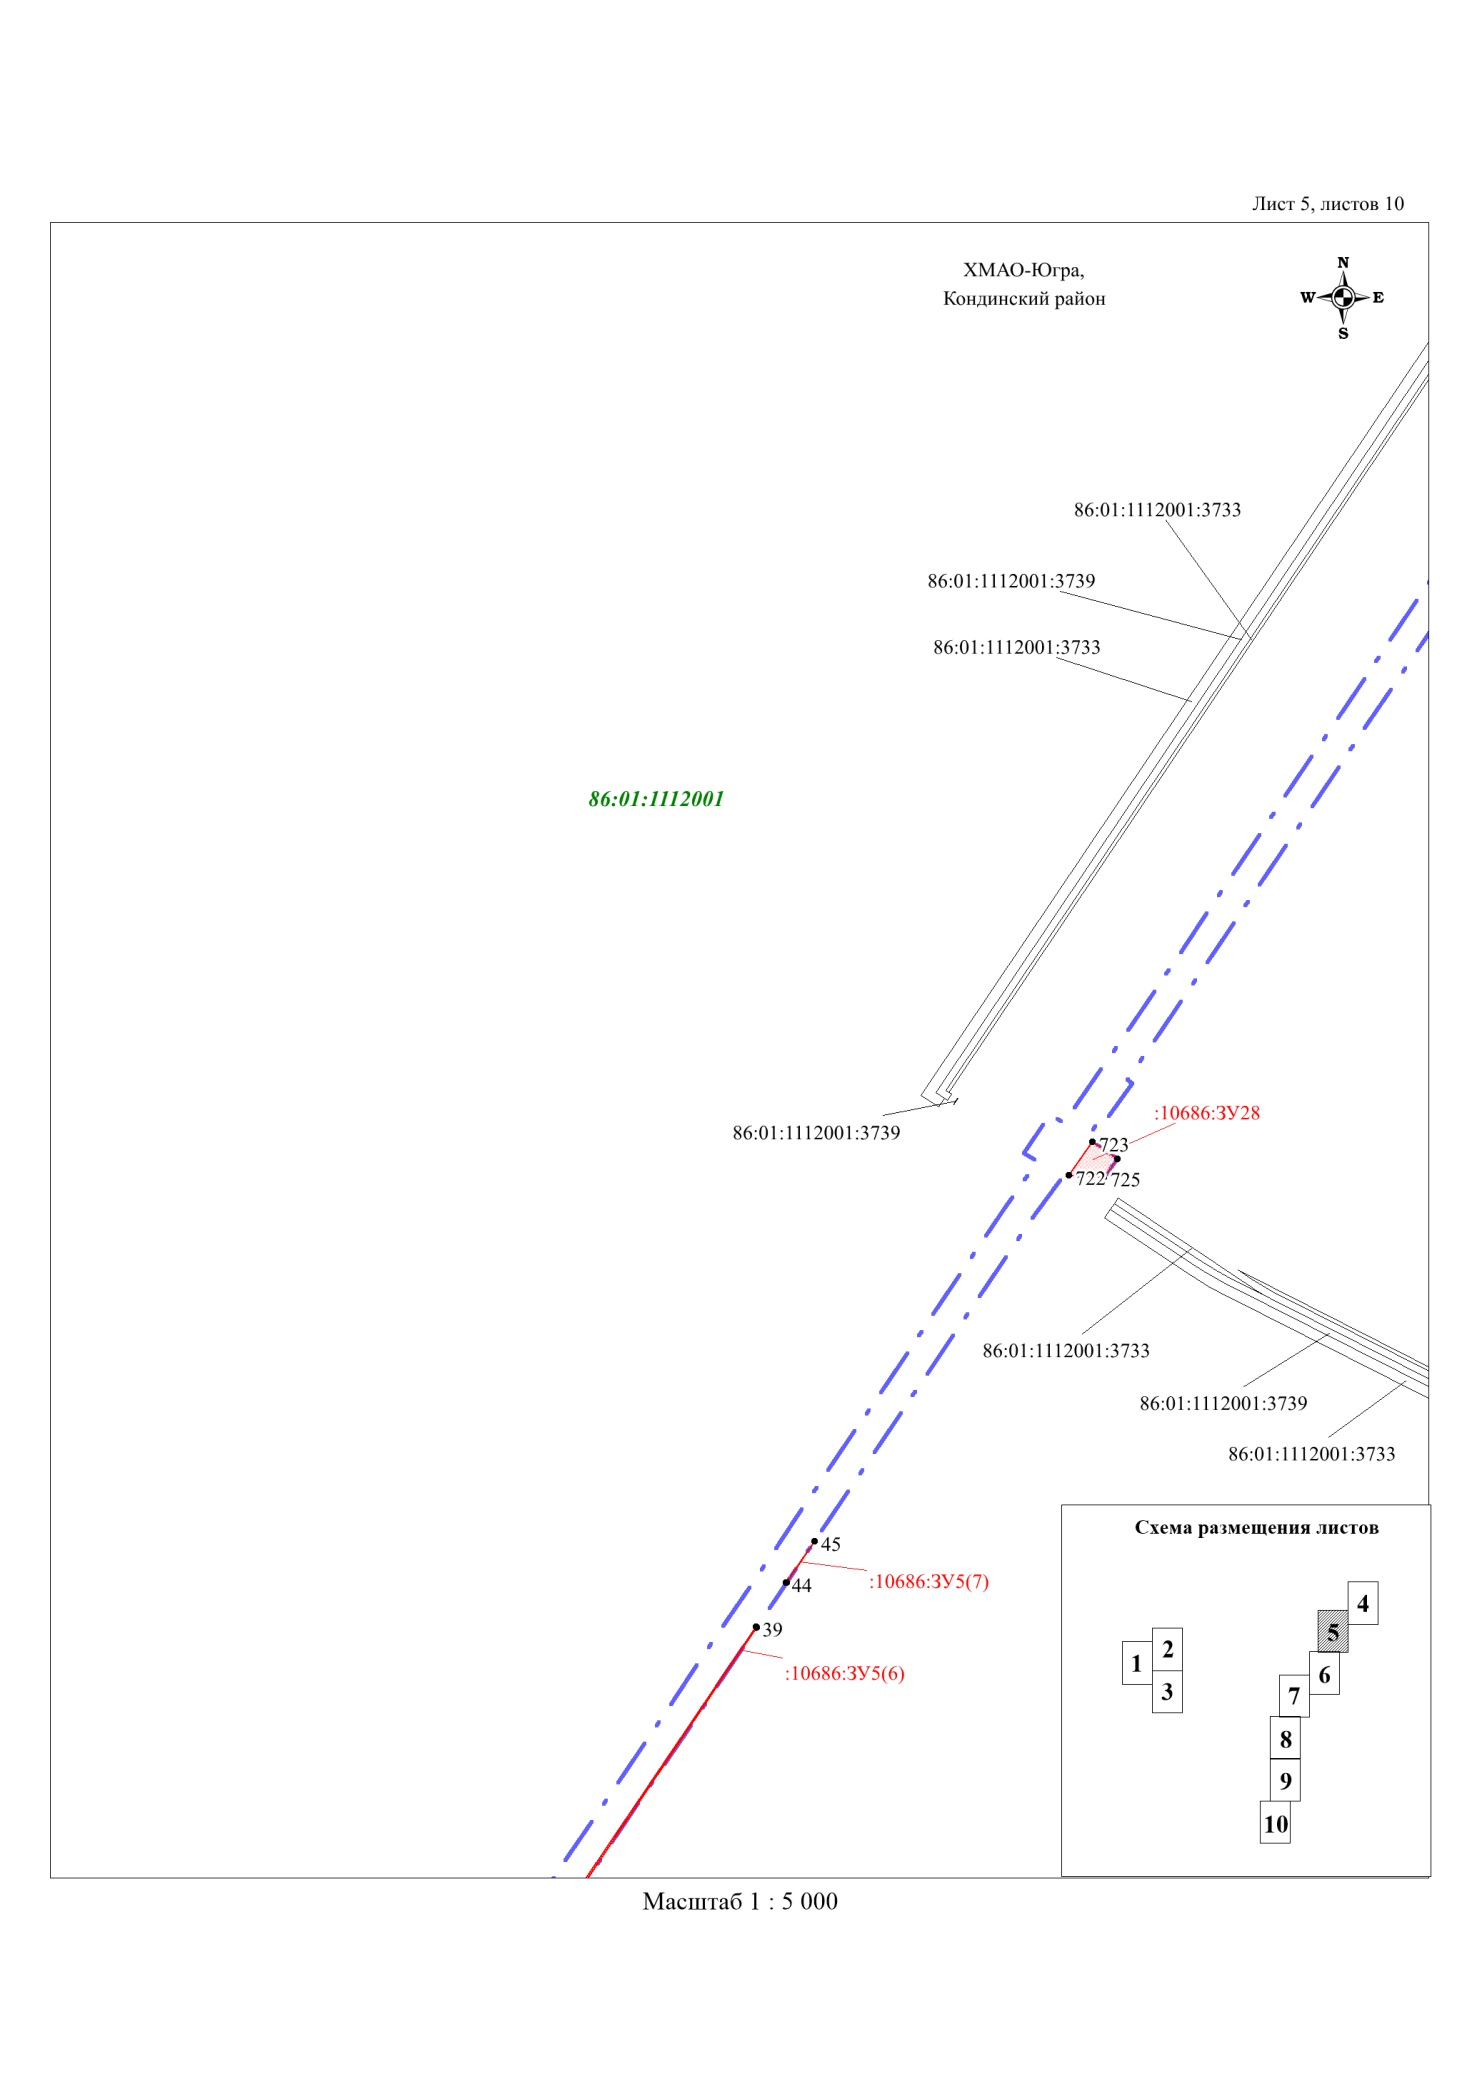 Лист 5, листов 10
ХМАО-Югра,
Кондинский район
N
W E
S
86:01:1112001:3733
86:01:1112001:3739
86:01:1112001:3733
86:01:1112001
86:01:1112001:3739
:10686:ЗУ28
723
722
725
86:01:1112001:3733
86:01:1112001:3739
86:01:1112001:3733
45
:10686:ЗУ5(7)
44
39
:10686:ЗУ5(6)
Схема размещения листов
4
5
2
1
6
3
7
8
9
10
Масштаб 1 : 5 000